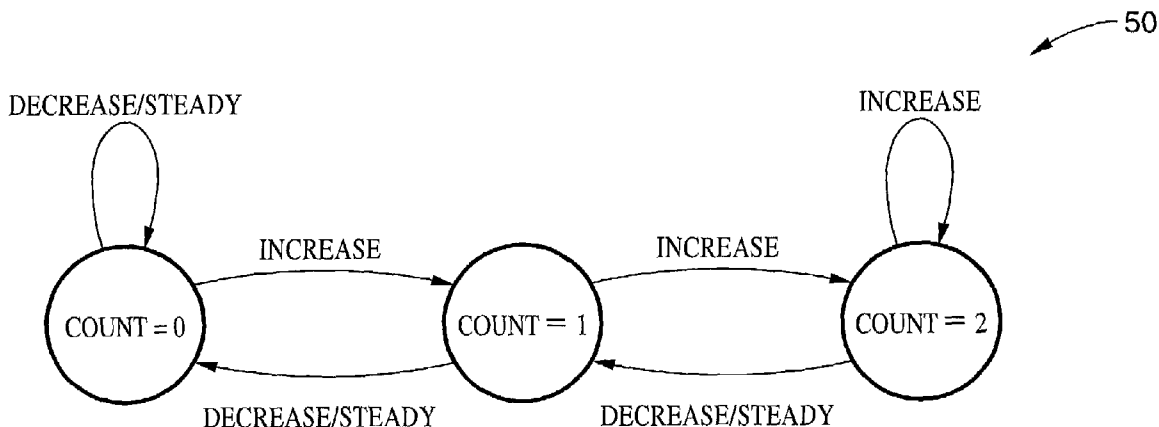 50
DECREASE/STEADY
INCREASE
INCREASE
INCREASE
COUNT = 0
COUNT = 1
COUNT = 2
DECREASE/STEADY
DECREASE/STEADY